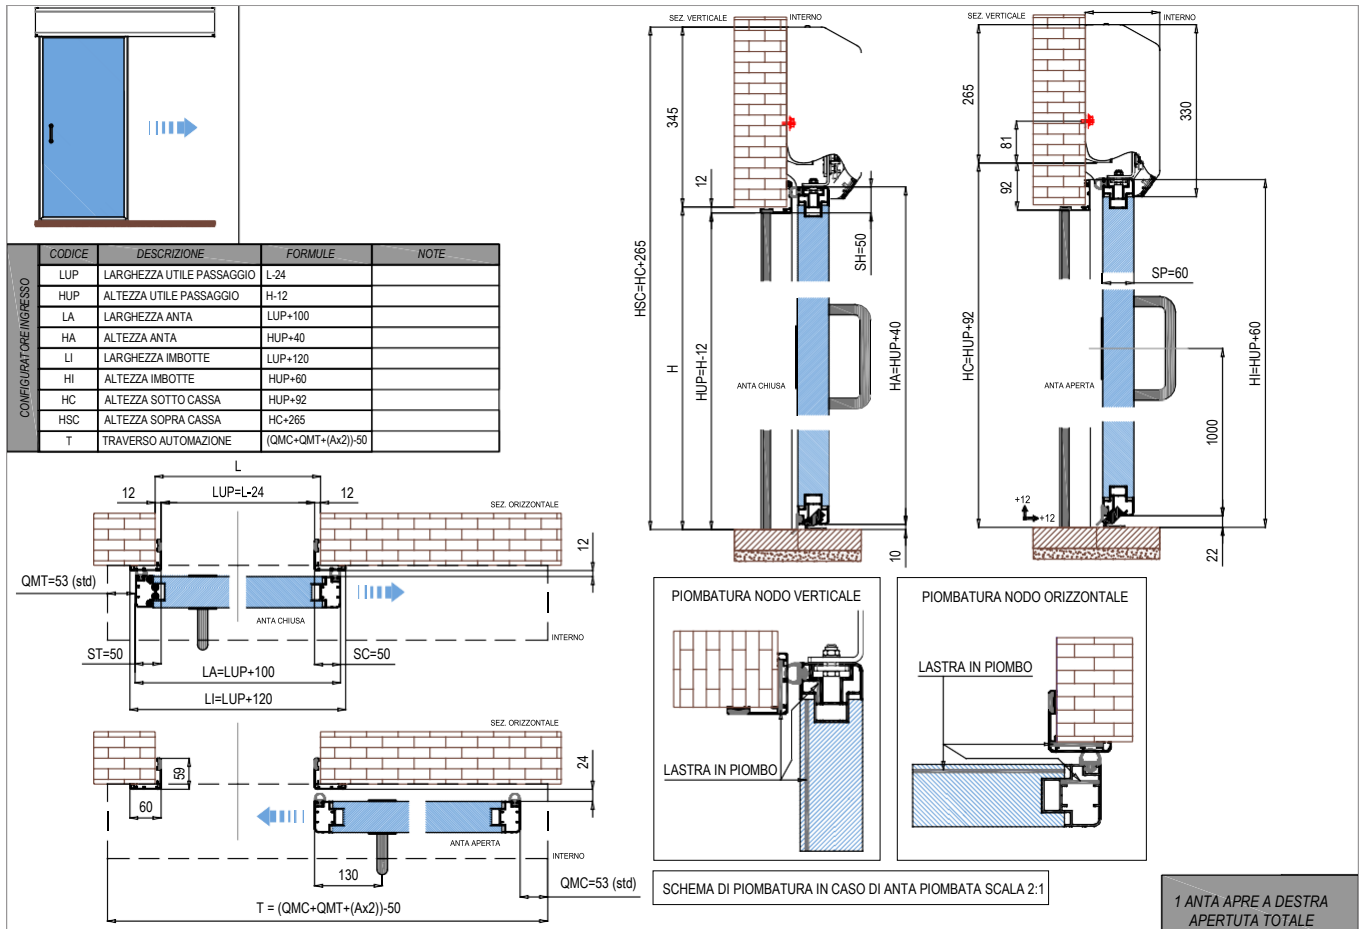 CONFIGURATORE INGRESSO
CODICE DESCRIZIONE FORMULE NOTE
LUP LARGHEZZA UTILE PASSAGGIO L-24
HUP ALTEZZA UTILE PASSAGGIO H-12
LA LARGHEZZA ANTA LUP+100
HA ALTEZZA ANTA HUP+40
LI LARGHEZZA IMBOTTE LUP+120
HI ALTEZZA IMBOTTE HUP+60
HC ALTEZZA SOTTO CASSA HUP+92
HSC ALTEZZA SOPRA CASSA HC+265
T TRAVERSO AUTOMAZIONE (QMC+QMT+(Ax2))-50
L
12 LUP=L-24 12
SEZ. ORIZZONTALE
12
QMT=53 (std)
ANTA CHIUSA
INTERNO
ST=50 SC=50
LA=LUP+100
LI=LUP+120
SEZ. ORIZZONTALE
59
60
24
ANTA APERTA
INTERNO
130
QMC=53 (std)
T = (QMC+QMT+(Ax2))-50
SEZ. VERTICALE INTERNO
345
12
HSC=HC+265
SH=50
H
HUP=H-12
HA=HUP+40
ANTA CHIUSA
10
SEZ. VERTICALE INTERNO
265
330
81
92
SP=60
HC=HUP+92
HI=HUP+60
ANTA APERTA
1000
+12
+12
22
PIOMBATURA NODO VERTICALE
LASTRA IN PIOMBO
PIOMBATURA NODO ORIZZONTALE
LASTRA IN PIOMBO
SCHEMA DI PIOMBATURA IN CASO DI ANTA PIOMBATA SCALA 2:1
1 ANTA APRE A DESTRA
APERTUTA TOTALE